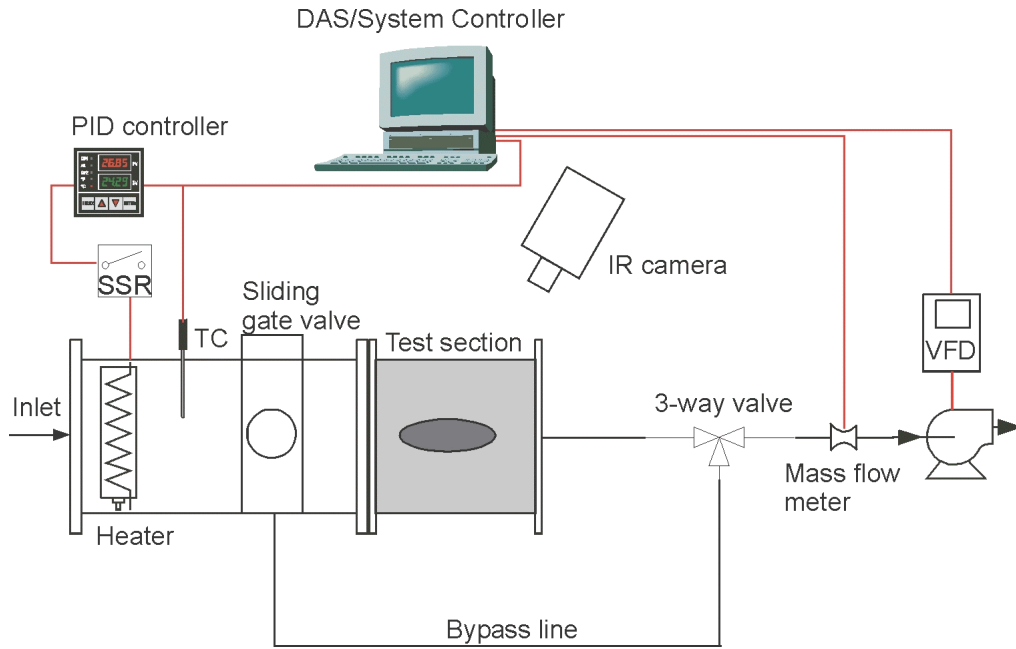 DAS/System Controller
PID controller
26.85
24.29
SSR
IR camera
Sliding
gate valve
TC
Test section
VFD
3-way valve
Inlet
Mass flow
meter
Heater
Bypass line